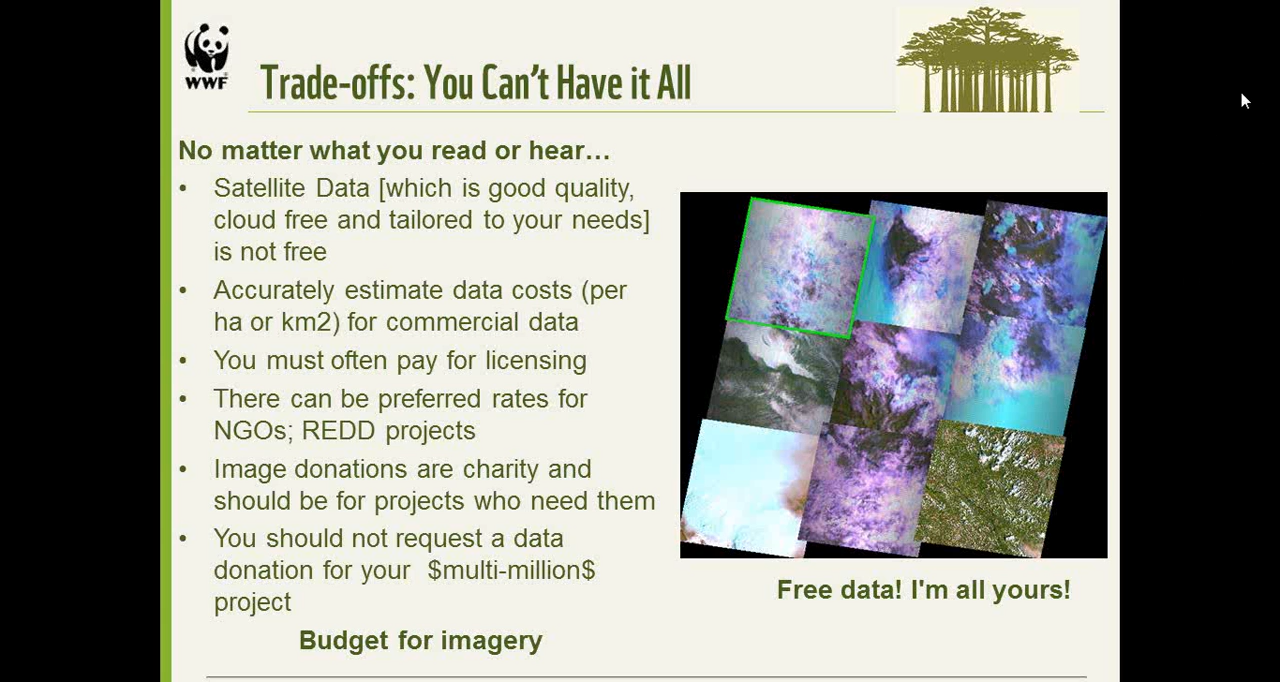 WWF
Trade-offs: You Can't Have it All
No matter what you read or hear…
• Satellite Data [which is good quality,
cloud free and tailored to your needs]
is not free
• Accurately estimate data costs (per
ha or km2) for commercial data
• You must often pay for licensing
• There can be preferred rates for
NGOs; REDD projects
• Image donations are charity and
should be for projects who need them
• You should not request a data
donation for your $multi-million$
project
Budget for imagery
Free data! I'm all yours!